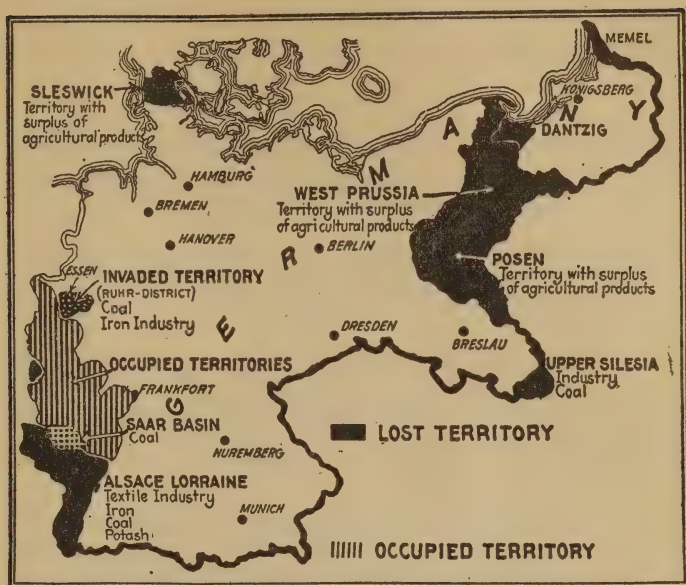 MEMEL
SLESWICK
Territory with
surplus of
agricultural
products
KÖNIGSBERG
DANTZIG
G E R M A N Y
HAMBURG
BREMEN
HANOVER
BERLIN
WEST PRUSSIA
Territory with surplus
of agricultural products
POSEN
Territory with surplus
of agricultural products
ESSEN
INVADED TERRITORY
(RUHR-DISTRICT)
Coal
Iron Industry
DRESDEN
BRESLAU
OCCUPIED TERRITORIES
UPPER SILESIA
Industry
Coal
FRANKFORT
SAAR BASIN
Coal
NUREMBERG
LOST TERRITORY
ALSACE LORRAINE
Textile Industry
Iron
Coal
Potash
MUNICH
OCCUPIED TERRITORY